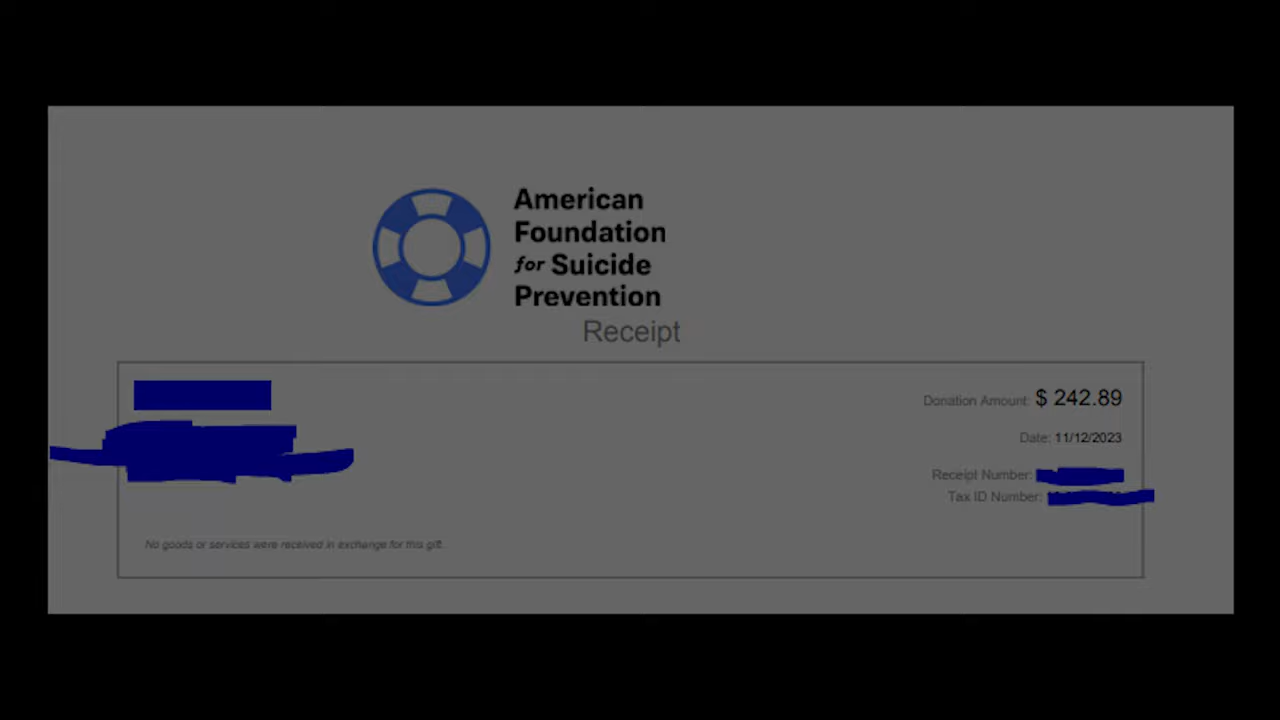 American
Foundation
for Suicide
Prevention
Receipt
Donation Amount: $ 242.89
Date: 11/12/2023
Receipt Number:
Tax ID Number:
No goods or services were received in exchange for this gift.